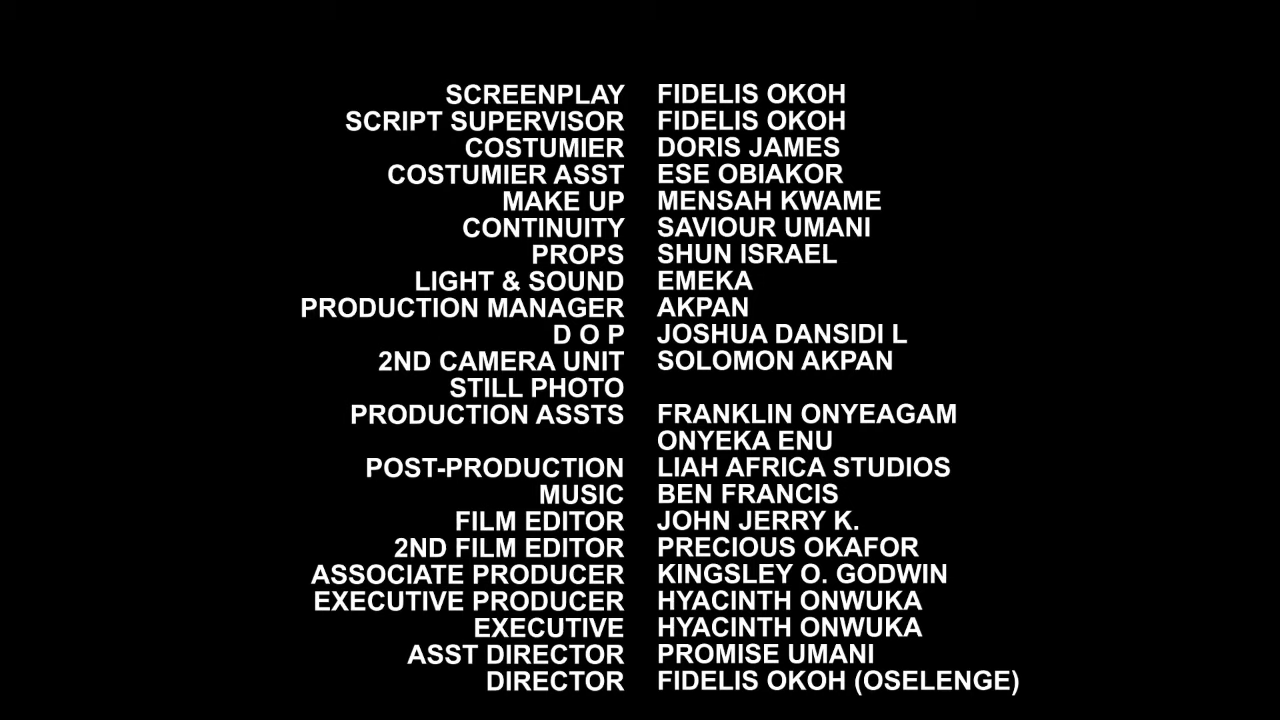 SCREENPLAY FIDELIS OKOH
SCRIPT SUPERVISOR FIDELIS OKOH
COSTUMIER DORIS JAMES
COSTUMIER ASST ESE OBIAKOR
MAKE UP MENSAH KWAME
CONTINUITY SAVIOUR UMANI
PROPS SHUN ISRAEL
LIGHT & SOUND EMEKA
PRODUCTION MANAGER AKPAN
D O P JOSHUA DANSIDI L
2ND CAMERA UNIT SOLOMON AKPAN
STILL PHOTO
PRODUCTION ASSTS FRANKLIN ONYEAGAM
ONYEKA ENU
POST-PRODUCTION LIAH AFRICA STUDIOS
MUSIC BEN FRANCIS
FILM EDITOR JOHN JERRY K.
2ND FILM EDITOR PRECIOUS OKAFOR
ASSOCIATE PRODUCER KINGSLEY O. GODWIN
EXECUTIVE PRODUCER HYACINTH ONWUKA
EXECUTIVE HYACINTH ONWUKA
ASST DIRECTOR PROMISE UMANI
DIRECTOR FIDELIS OKOH (OSELENGE)